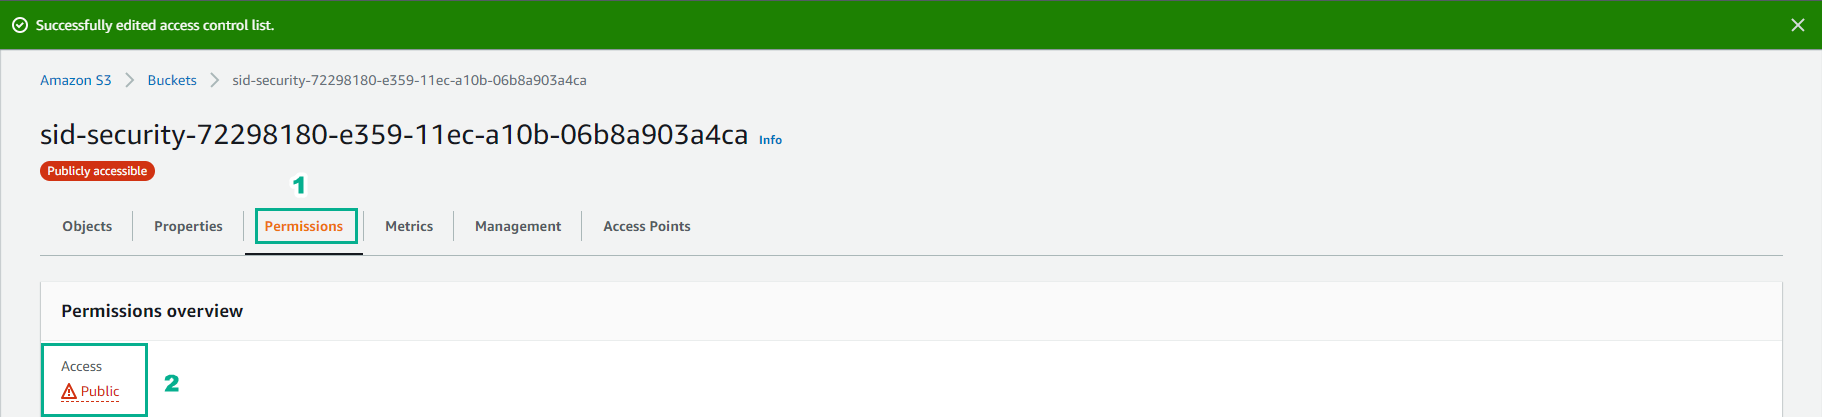 Successfully edited access control list.
Amazon S3 > Buckets > sid-security-72298180-e359-11ec-a10b-06b8a903a4ca
sid-security-72298180-e359-11ec-a10b-06b8a903a4ca Info
Publicly accessible
1
Objects Properties Permissions Metrics Management Access Points
Permissions overview
Access
Public 2